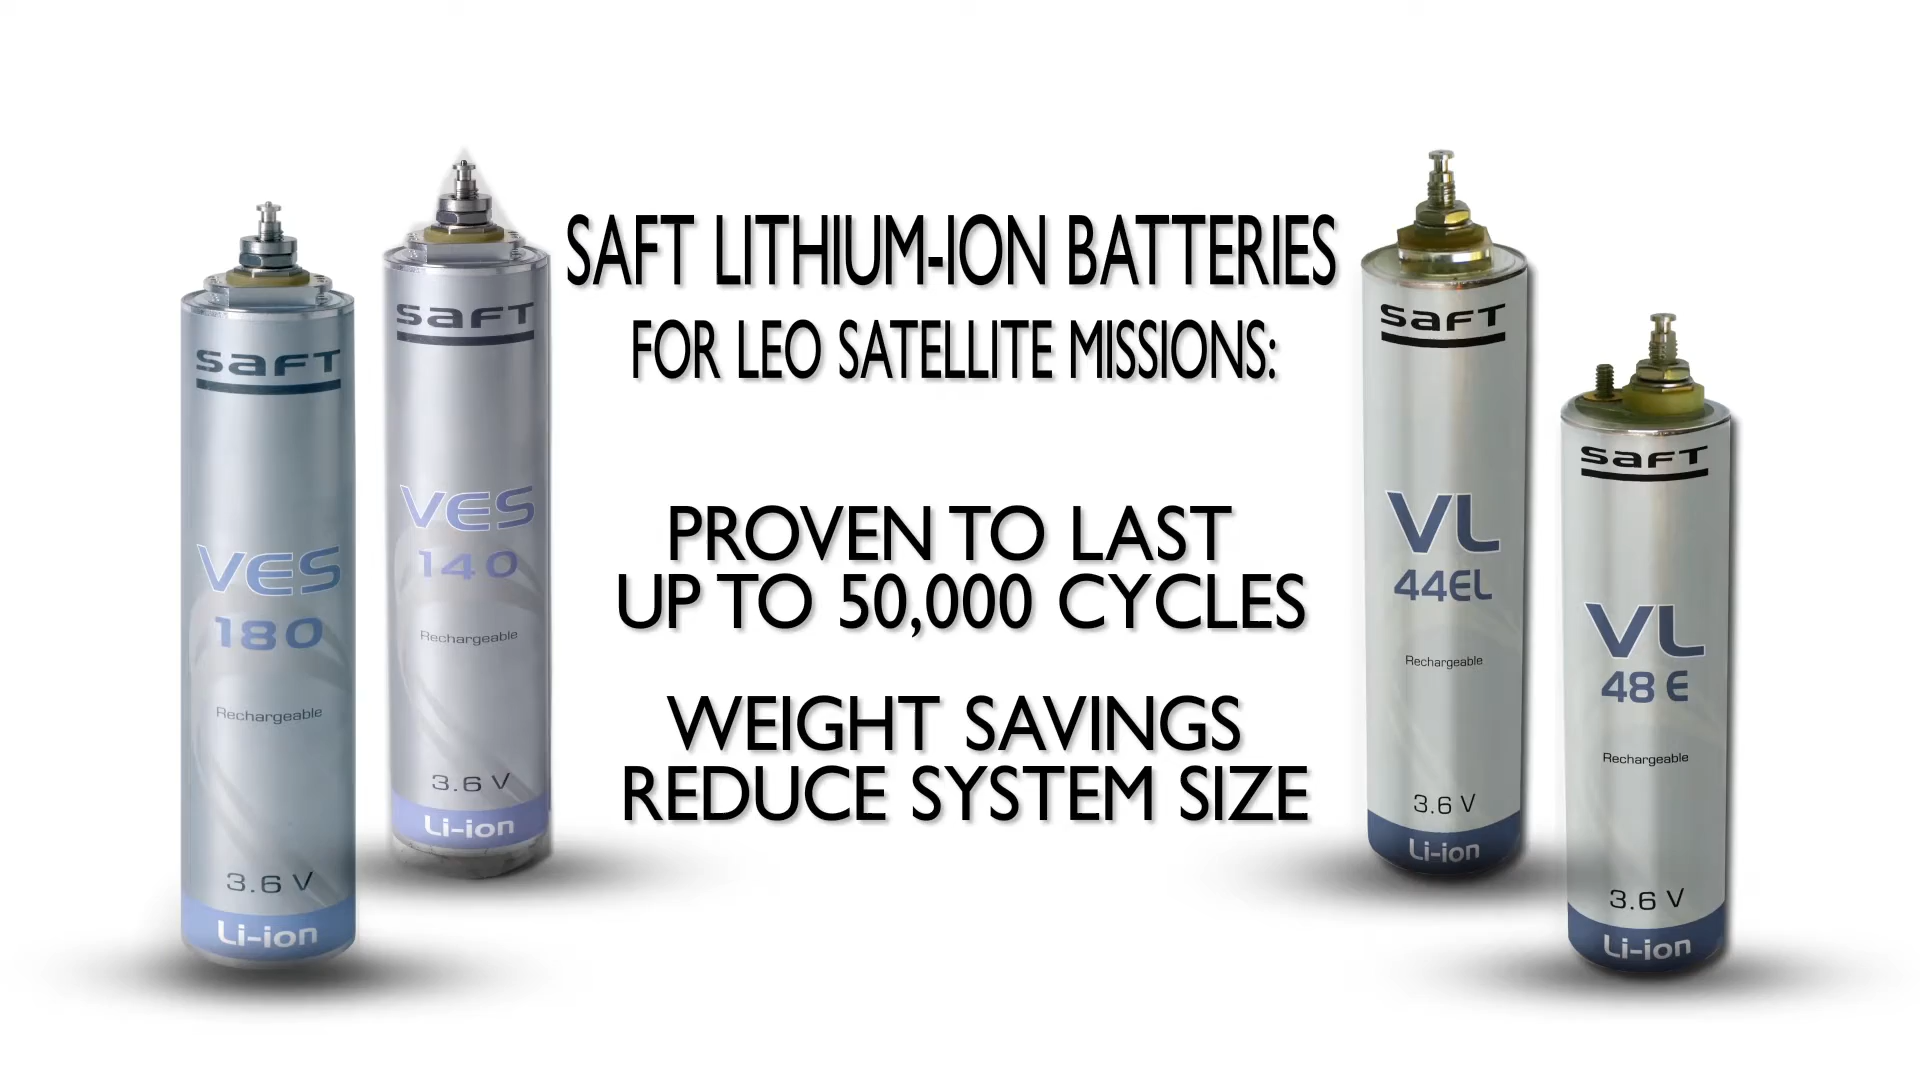 SAFT
VES
180
Rechargeable
3.6 V
Li-ion
SAFT
VES
140
Rechargeable
3.6 V
Li-ion
SAFT LITHIUM-ION BATTERIES
FOR LEO SATELLITE MISSIONS:
PROVEN TO LAST
UP TO 50,000 CYCLES
WEIGHT SAVINGS
REDUCE SYSTEM SIZE
SAFT
VL
44EL
Rechargeable
3.6 V
Li-ion
SAFT
VL
48 E
Rechargeable
3.6 V
Li-ion